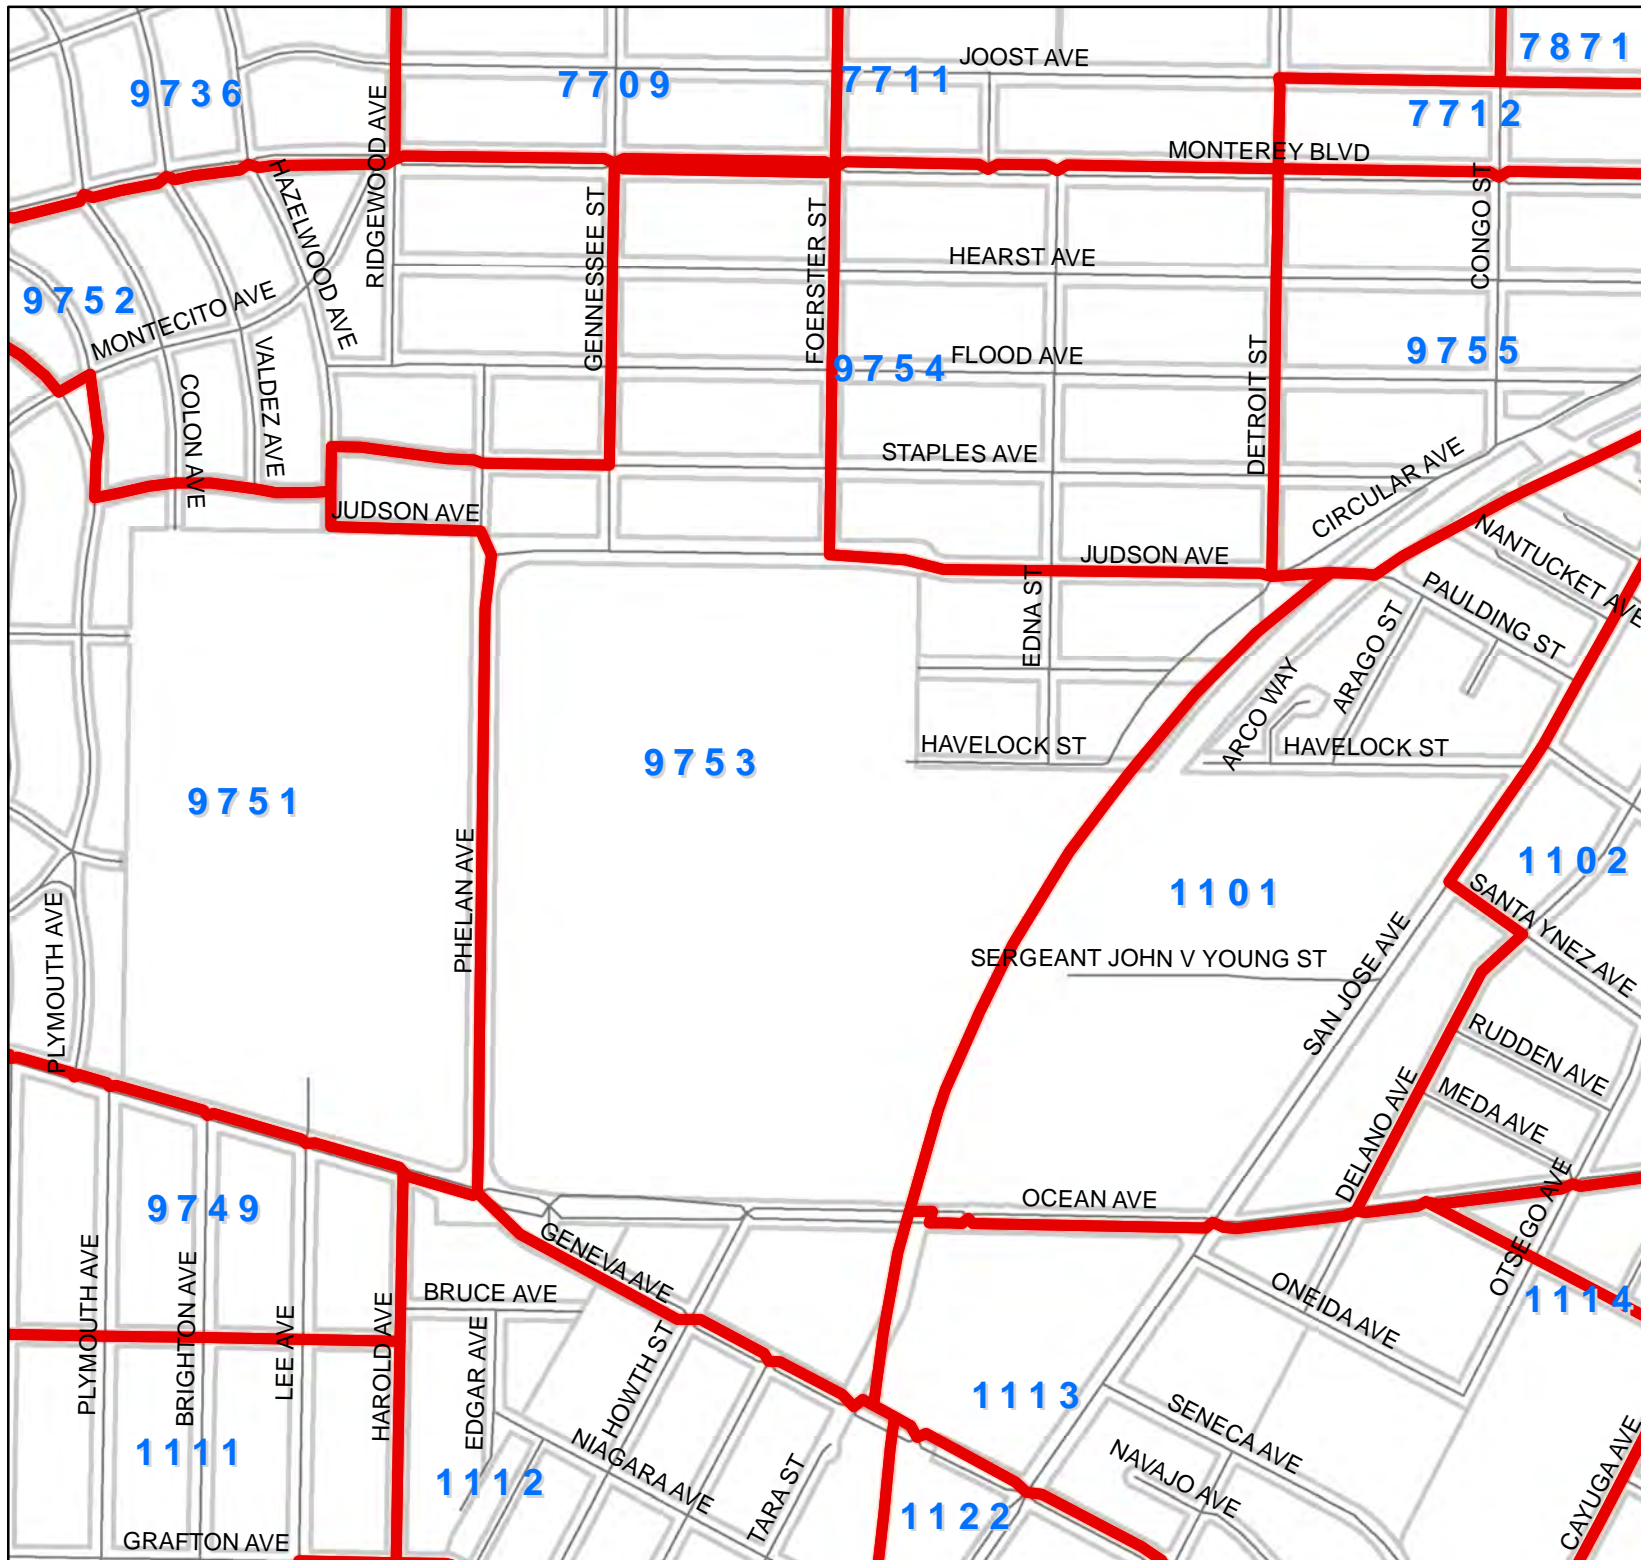 7871
JOOST AVE
9736
7709
7711
7712
MONTEREY BLVD
RIDGEWOOD AVE
HAZELWOOD AVE
GENNESSEE ST
FOERSTER ST
CONGO ST
HEARST AVE
9752
MONTECITO AVE
VALDEZ AVE
COLON AVE
9754
FLOOD AVE
DETROIT ST
9755
STAPLES AVE
CIRCULAR AVE
JUDSON AVE
JUDSON AVE
NANTUCKET AVE
PAULDING ST
EDNA ST
ARAGO ST
ARCO WAY
HAVELOCK ST
HAVELOCK ST
9753
9751
PHELAN AVE
1101
1102
SANTA YNEZ AVE
PLYMOUTH AVE
SERGEANT JOHN V YOUNG ST
SAN JOSE AVE
RUDDEN AVE
MEDA AVE
DELANO AVE
OCEAN AVE
OTSEGO AVE
9749
GENEVA AVE
BRUCE AVE
ONEIDA AVE
1114
PLYMOUTH AVE
BRIGHTON AVE
LEE AVE
HAROLD AVE
EDGAR AVE
HOWTH ST
1113
SENECA AVE
1111
1112
NIAGARA AVE
TARA ST
NAVAJO AVE
1122
CAYUGA AVE
GRAFTON AVE